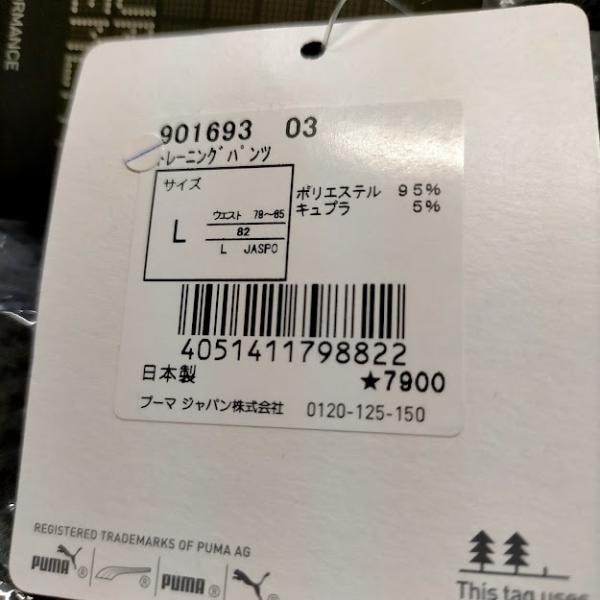 ORMANCE
901693 03
トレーニングパンツ
サイズ
L
ウエスト 79～85
82
L JASPO
ポリエステル 95%
キュプラ 5%
4051411798822
日本製
★7900
プーマ ジャパン株式会社 0120-125-150
REGISTERED TRADEMARKS OF PUMA AG
PUMA® ® PUMA® ®
This tag uses